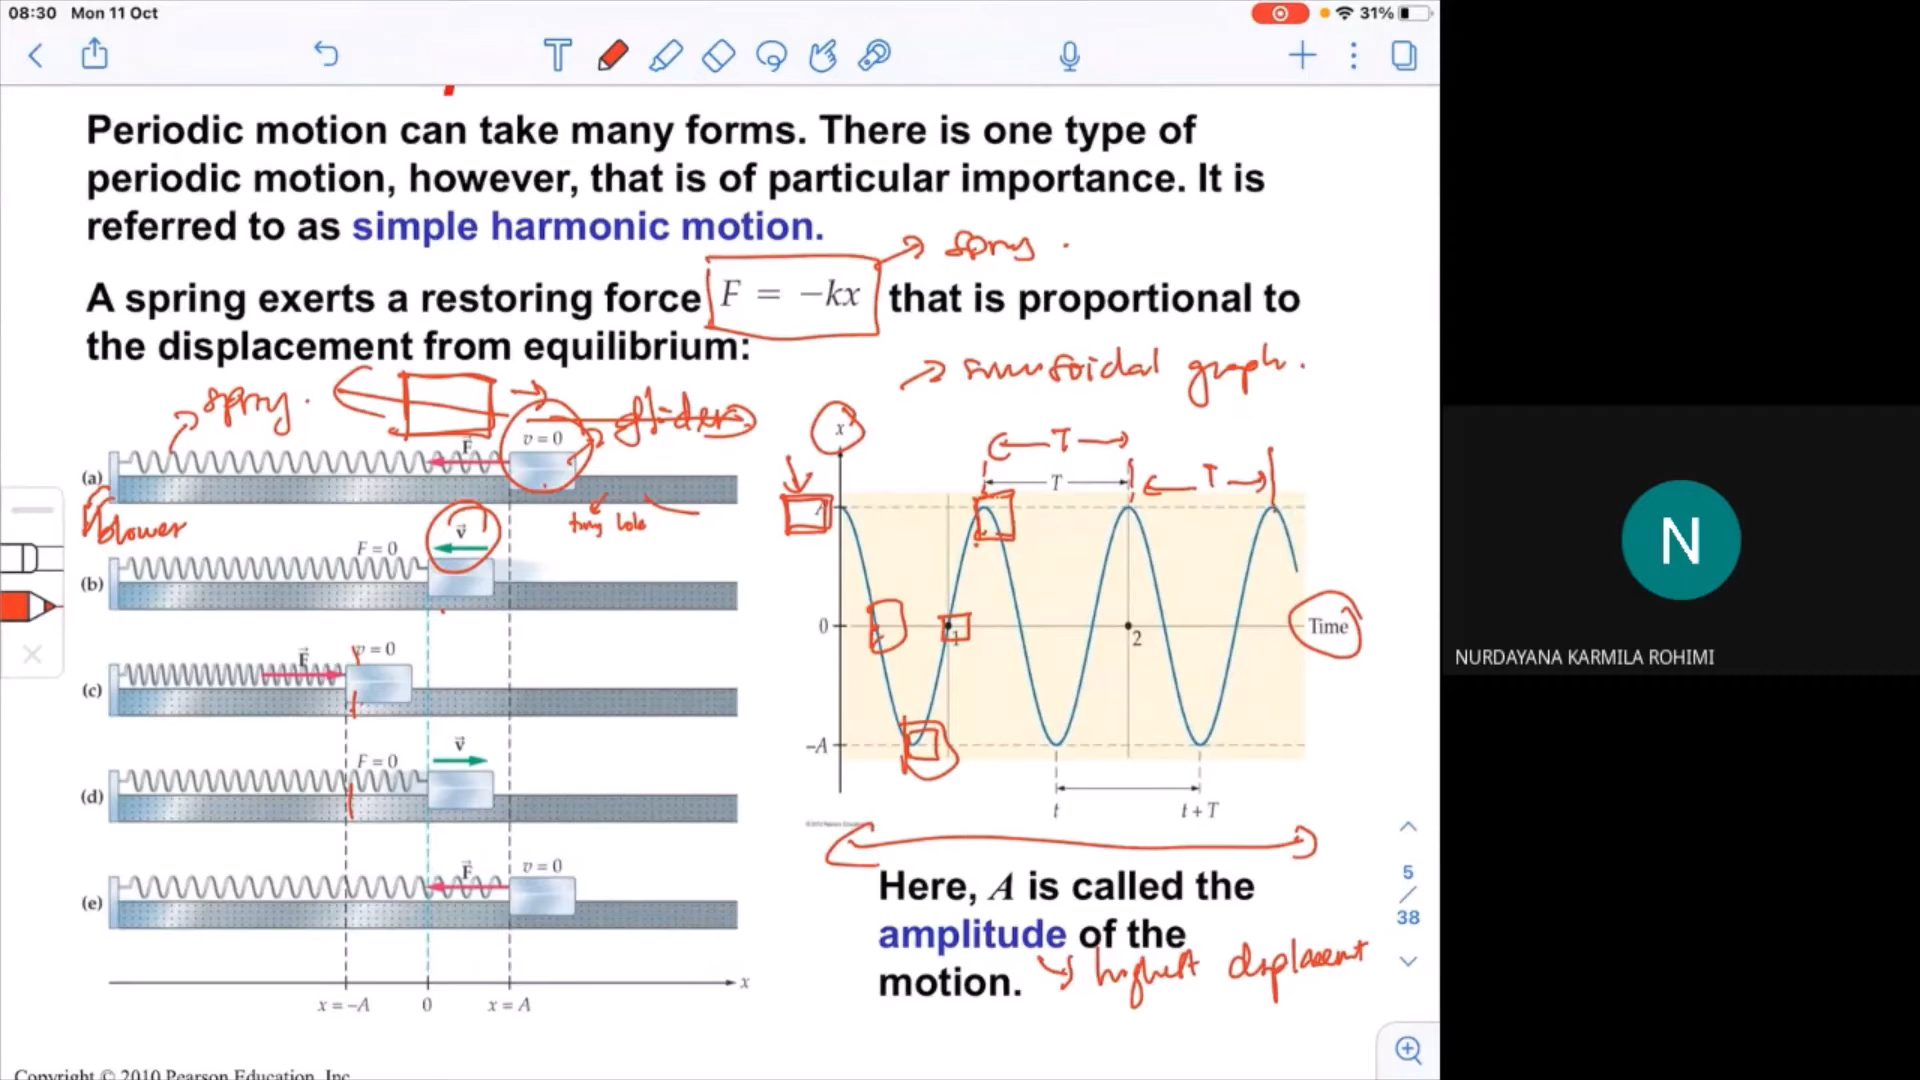 08:30 Mon 11 Oct
31%
Periodic motion can take many forms. There is one type of
periodic motion, however, that is of particular importance. It is
referred to as simple harmonic motion.
A spring exerts a restoring force F = −kx that is proportional to
the displacement from equilibrium:
sinusoidal graph.
glider
blower
tiny hole
(a)
F
v = 0
(b)
F = 0
v
(c)
F
v = 0
(d)
F = 0
v
(e)
F
v = 0
x = −A
0
x = A
x
x
A
0
−A
T
T
T
1
2
Time
t
t + T
Here, A is called the
amplitude of the
motion.
highest
5
38
Copyright © 2010 Pearson Education, Inc
N
NURDAYANA KARMILA ROHIMI